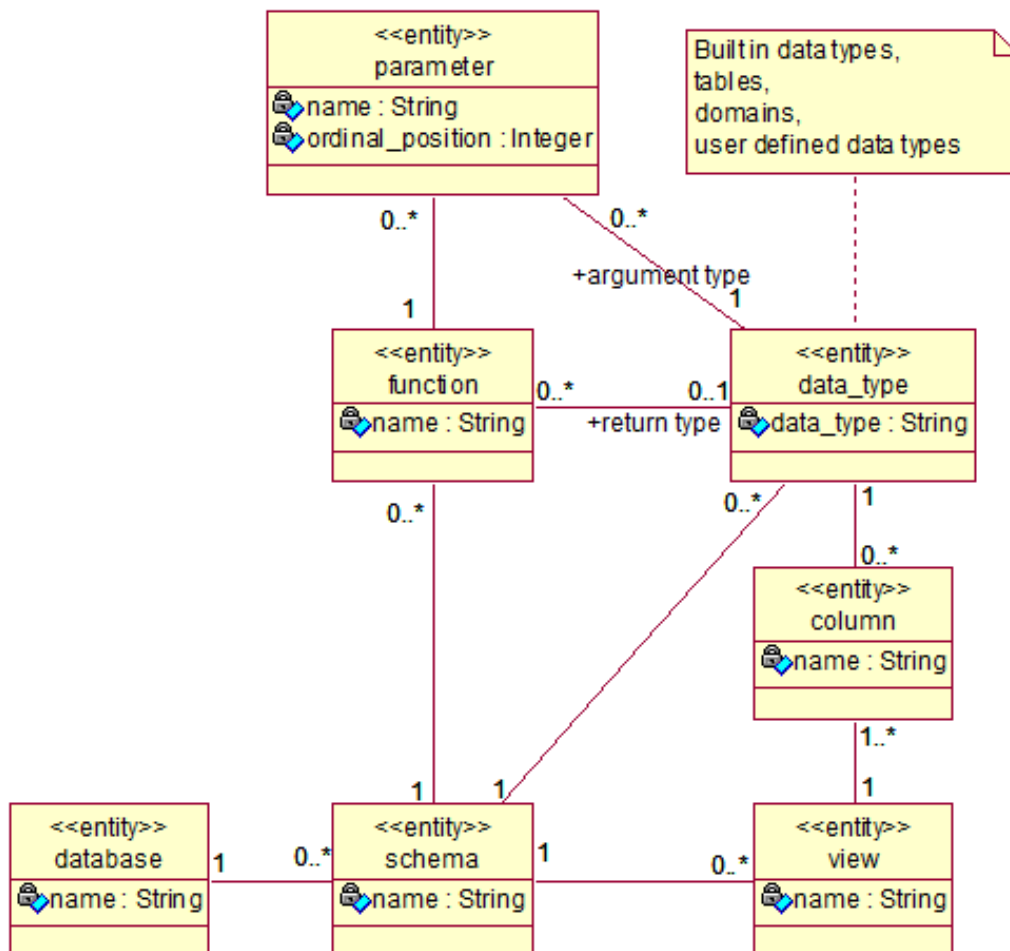 <<entity>>
parameter
name : String
ordinal_position : Integer
Built in data types,
tables,
domains,
user defined data types
0..*
0..*
+argument type
1
1
<<entity>>
function
name : String
0..*
0..1
+return type
<<entity>>
data_type
data_type : String
0..*
0..*
1
0..*
<<entity>>
column
name : String
1..*
1
1
1
<<entity>>
database
name : String
1
0..*
<<entity>>
schema
name : String
1
0..*
<<entity>>
view
name : String